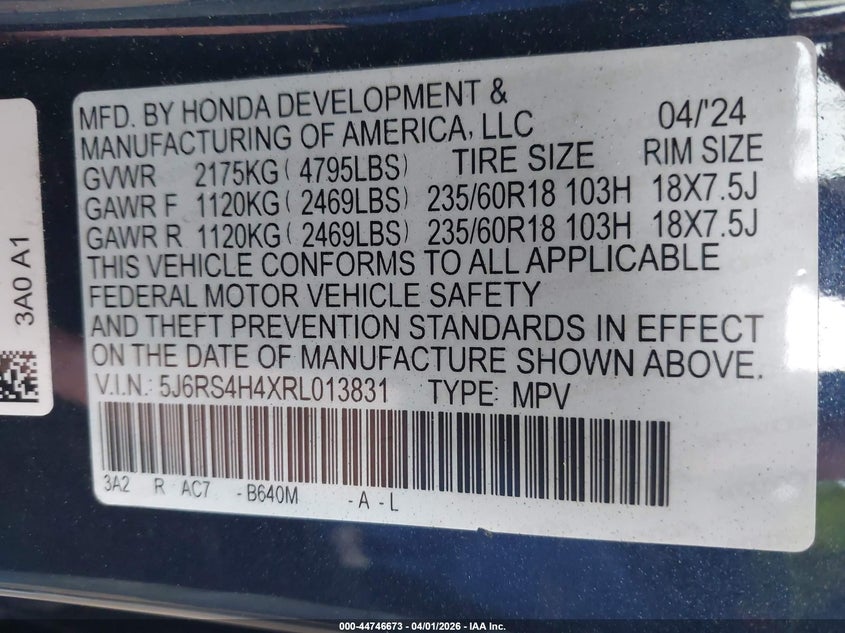 MFD. BY HONDA DEVELOPMENT &
MANUFACTURING OF AMERICA, LLC 04/'24
GVWR 2175KG ( 4795LBS) TIRE SIZE RIM SIZE
GAWR F 1120KG ( 2469LBS) 235/60R18 103H 18X7.5J
GAWR R 1120KG ( 2469LBS) 235/60R18 103H 18X7.5J
THIS VEHICLE CONFORMS TO ALL APPLICABLE
FEDERAL MOTOR VEHICLE SAFETY
AND THEFT PREVENTION STANDARDS IN EFFECT
ON THE DATE OF MANUFACTURE SHOWN ABOVE.
V.I.N.: 5J6RS4H4XRL013831 TYPE: MPV
3A2 R AC7 - B640M - A - L
3A0 A1
000-44746673 - 04/01/2026 - IAA Inc.